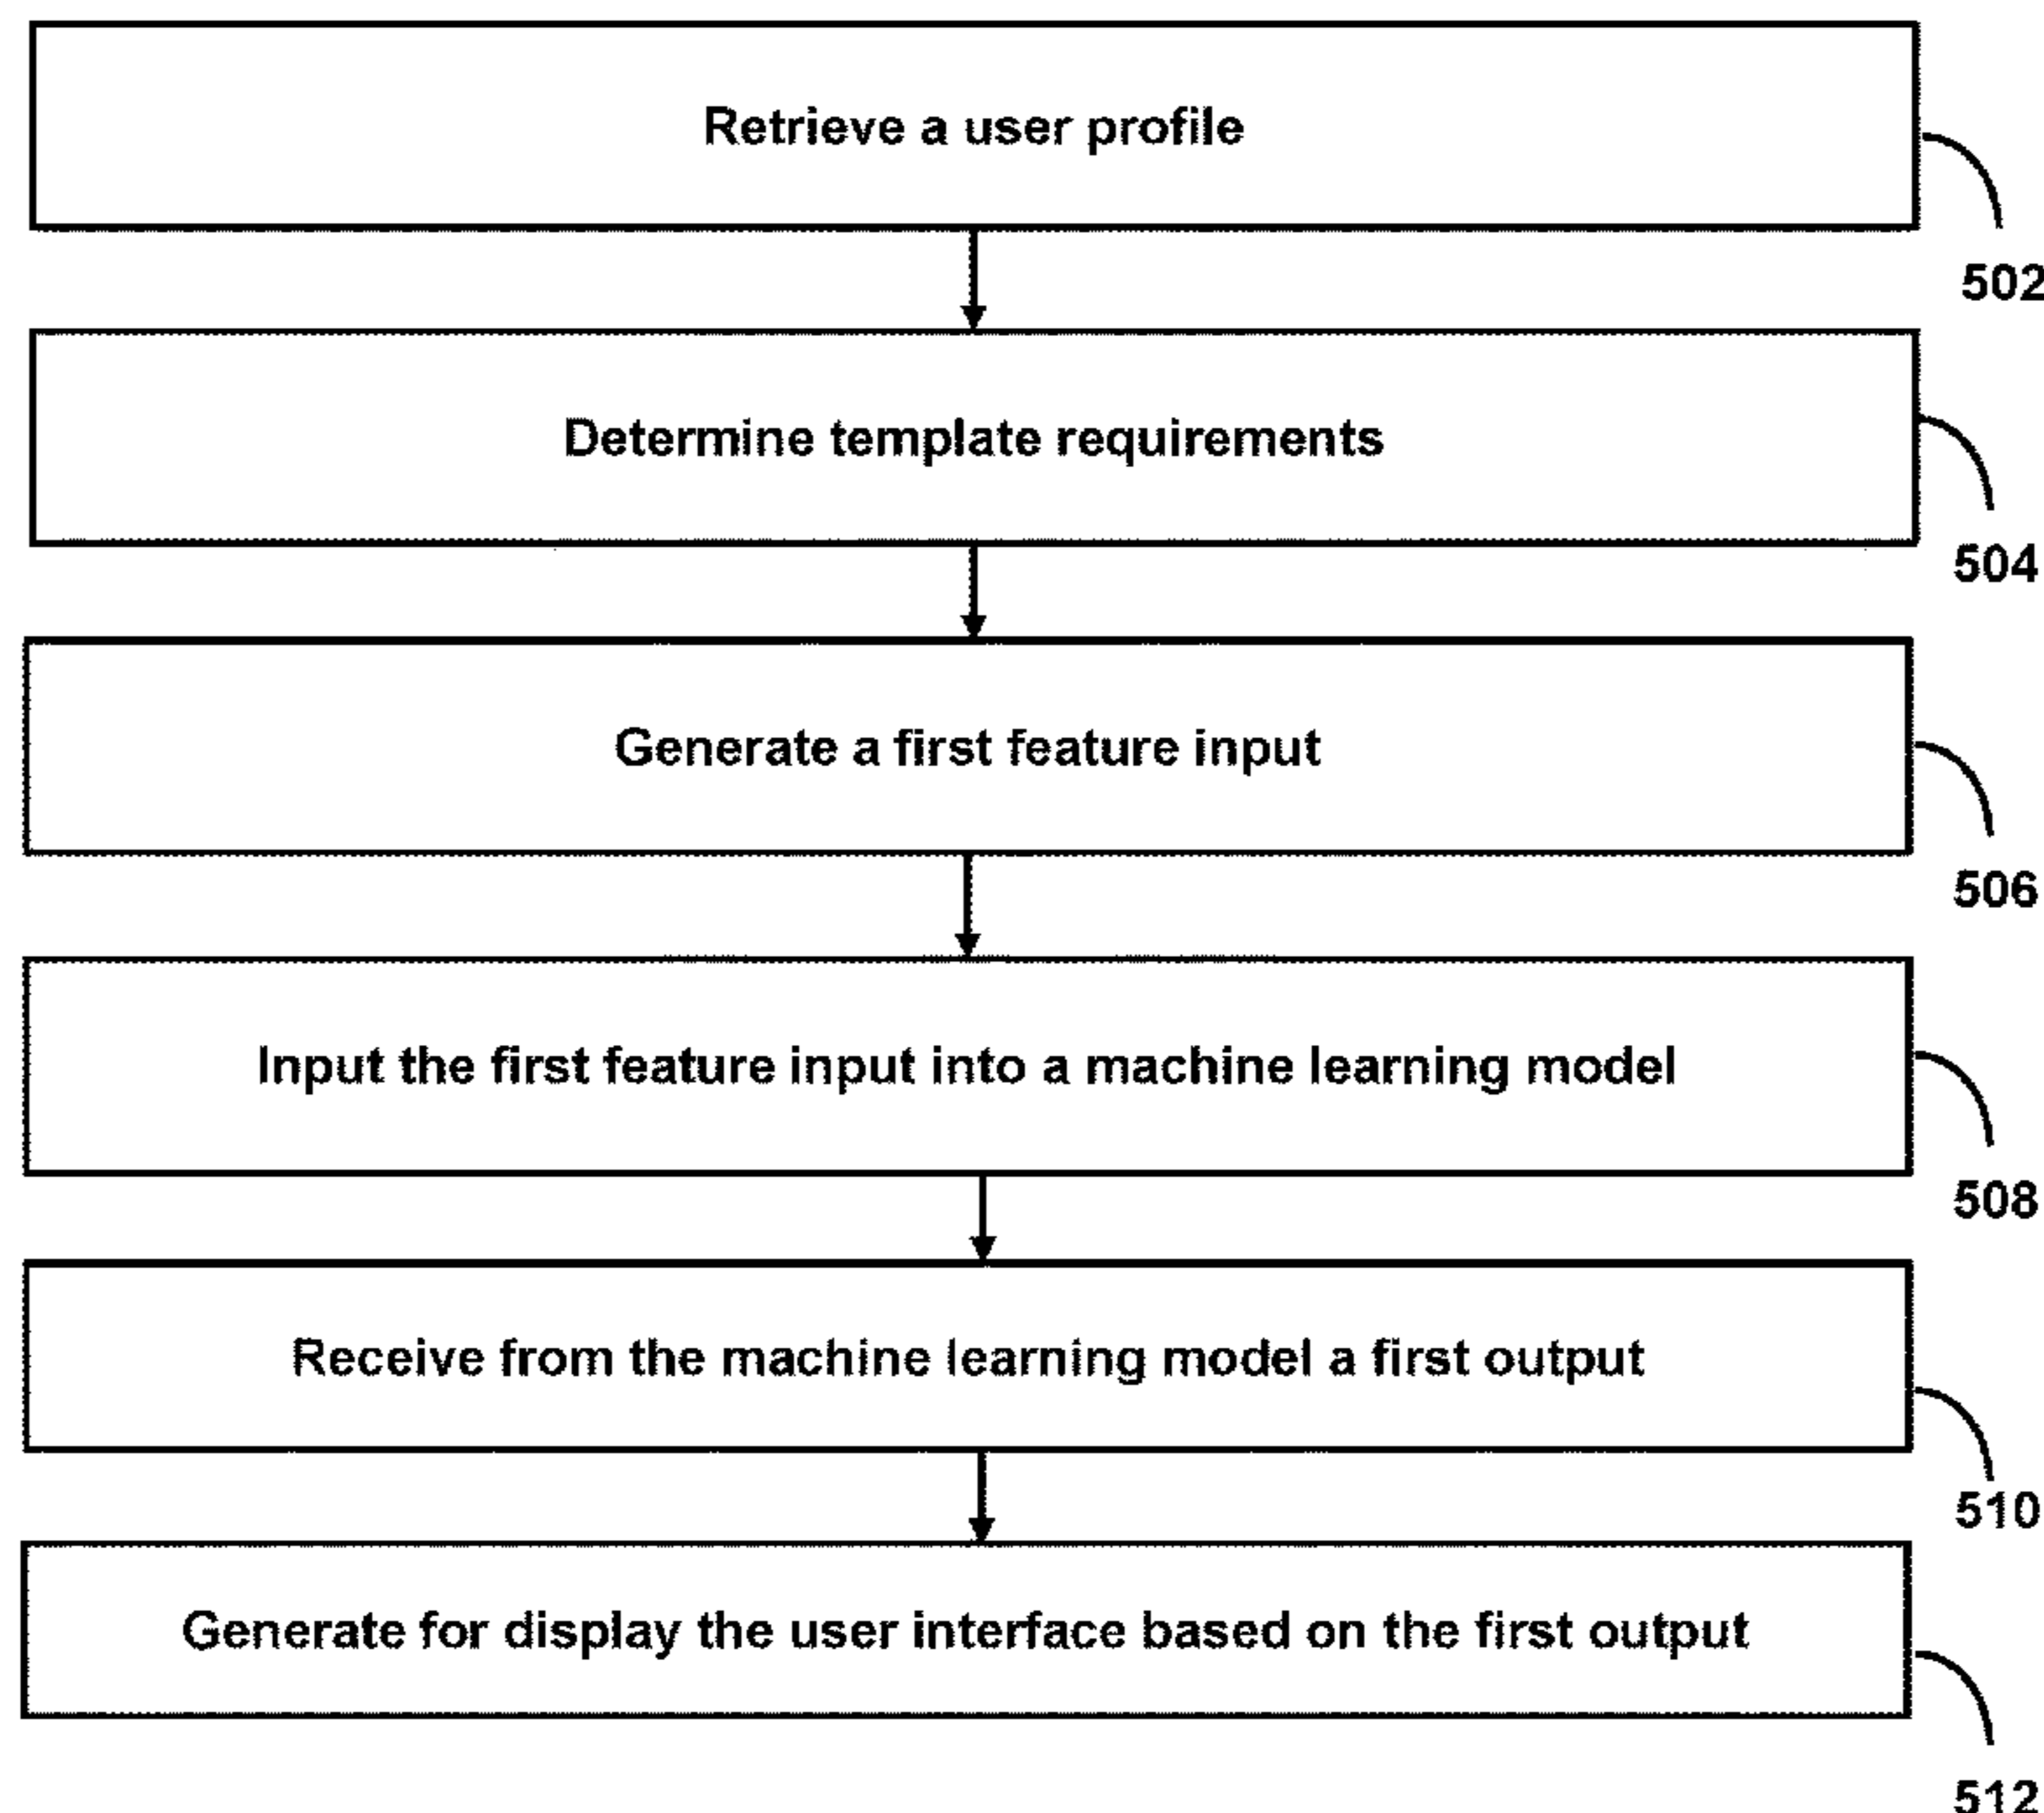 Retrieve a user profile
502
Determine template requirements
504
Generate a first feature input
506
Input the first feature input into a machine learning model
508
Receive from the machine learning model a first output
510
Generate for display the user interface based on the first output
512